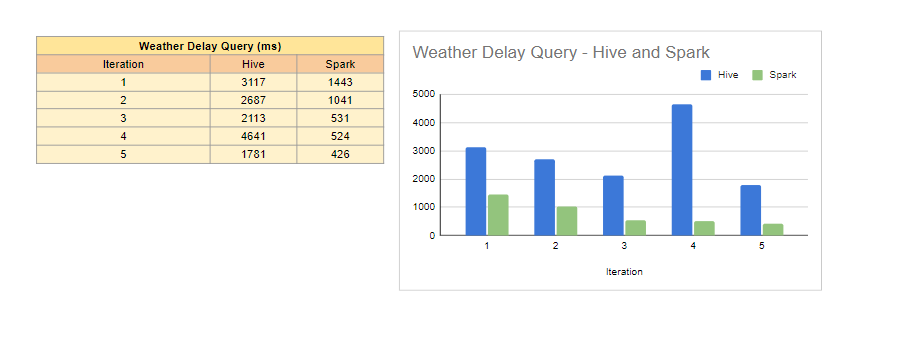 Weather Delay Query (ms)
Iteration Hive Spark
1 3117 1443
2 2687 1041
3 2113 531
4 4641 524
5 1781 426
Weather Delay Query - Hive and Spark
Hive Spark
5000
4000
3000
2000
1000
0
1 2 3 4 5
Iteration